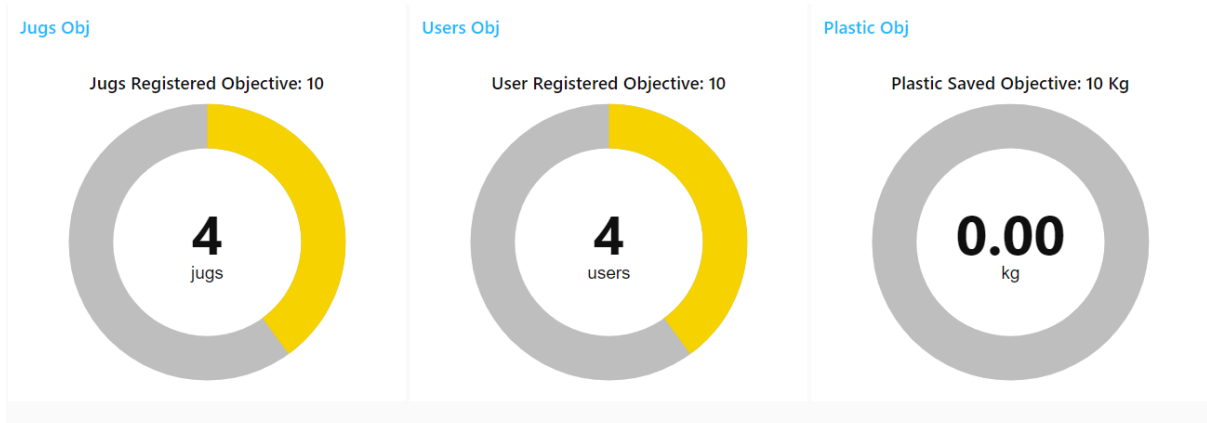 Jugs Obj
Jugs Registered Objective: 10
4
jugs
Users Obj
User Registered Objective: 10
4
users
Plastic Obj
Plastic Saved Objective: 10 Kg
0.00
kg